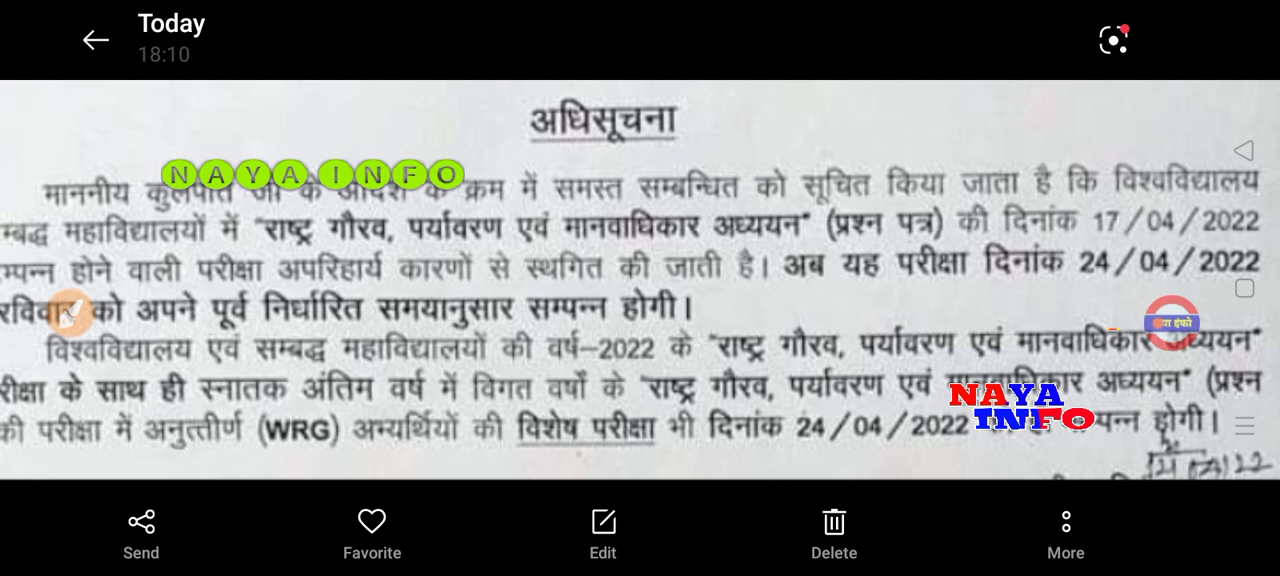 Today
18:10
अधिसूचना
NAYA INFO
माननीय कुलपति जी के आदेश के क्रम में समस्त सम्बन्धित को सूचित किया जाता है कि विश्वविद्यालय
म्बद्ध महाविद्यालयों में "राष्ट्र गौरव, पर्यावरण एवं मानवाधिकार अध्ययन" (प्रश्न पत्र) की दिनांक 17/04/2022
म्पन्न होने वाली परीक्षा अपरिहार्य कारणों से स्थगित की जाती है। अब यह परीक्षा दिनांक 24/04/2022
रविवार को अपने पूर्व निर्धारित समयानुसार सम्पन्न होगी।
विश्वविद्यालय एवं सम्बद्ध महाविद्यालयों की वर्ष-2022 के "राष्ट्र गौरव, पर्यावरण एवं मानवाधिकार अध्ययन"
रीक्षा के साथ ही स्नातक अंतिम वर्ष में विगत वर्षों के "राष्ट्र गौरव, पर्यावरण एवं मानवाधिकार अध्ययन" (प्रश्न
की परीक्षा में अनुत्तीर्ण (WRG) अभ्यर्थियों की विशेष परीक्षा भी दिनांक 24/04/2022 पन्न होगी।
NAYA
INFO
Send Favorite Edit Delete More